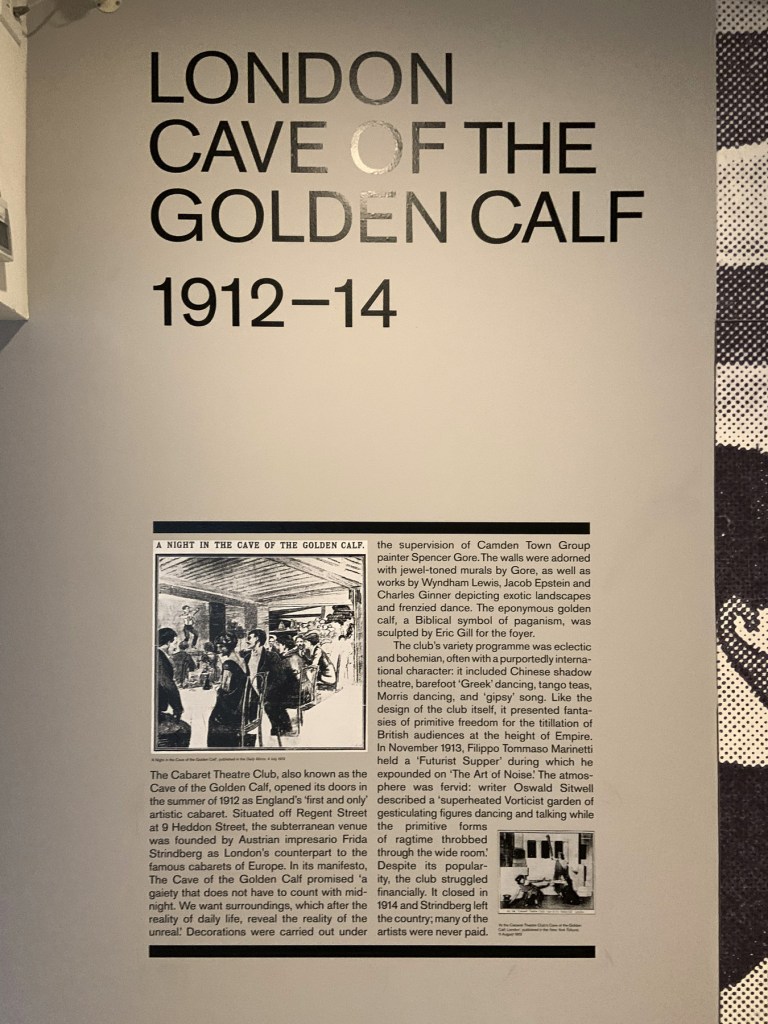 LONDON
CAVE OF THE
GOLDEN CALF
1912–14
A NIGHT IN THE CAVE OF THE GOLDEN CALF.
The Cabaret Theatre Club, also known as the
Cave of the Golden Calf, opened its doors in
the summer of 1912 as England's 'first and only'
artistic cabaret. Situated off Regent Street
at 9 Heddon Street, the subterranean venue
was founded by Austrian impresario Frida
Strindberg as London's counterpart to the
famous cabarets of Europe. In its manifesto,
The Cave of the Golden Calf promised 'a
gaiety that does not have to count with mid-
night. We want surroundings, which after the
reality of daily life, reveal the reality of the
unreal.' Decorations were carried out under
the supervision of Camden Town Group
painter Spencer Gore. The walls were adorned
with jewel-toned murals by Gore, as well as
works by Wyndham Lewis, Jacob Epstein and
Charles Ginner depicting exotic landscapes
and frenzied dance. The eponymous golden
calf, a Biblical symbol of paganism, was
sculpted by Eric Gill for the foyer.
The club's variety programme was eclectic
and bohemian, often with a purportedly interna-
tional character: it included Chinese shadow
theatre, barefoot 'Greek' dancing, tango teas,
Morris dancing, and 'gipsy' song. Like the
design of the club itself, it presented fanta-
sies of primitive freedom for the titillation of
British audiences at the height of Empire.
In November 1913, Filippo Tommaso Marinetti
held a 'Futurist Supper' during which he
expounded on 'The Art of Noise.' The atmos-
phere was fervid: writer Oswald Sitwell
described a 'superheated Vorticist garden of
gesticulating figures dancing and talking while
the primitive forms
of ragtime throbbed
through the wide room.'
Despite its popular-
ity, the club struggled
financially. It closed in
1914 and Strindberg left
the country; many of the
artists were never paid.